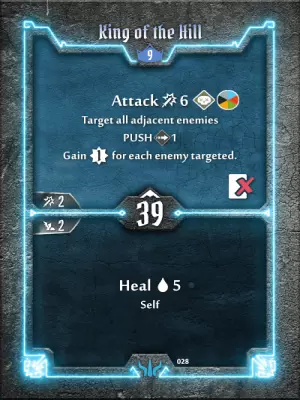 King of the Hill
9
Attack 6
Target all adjacent enemies
PUSH 1
Gain 1 for each enemy targeted.
2
39
2
Heal 5
Self
028